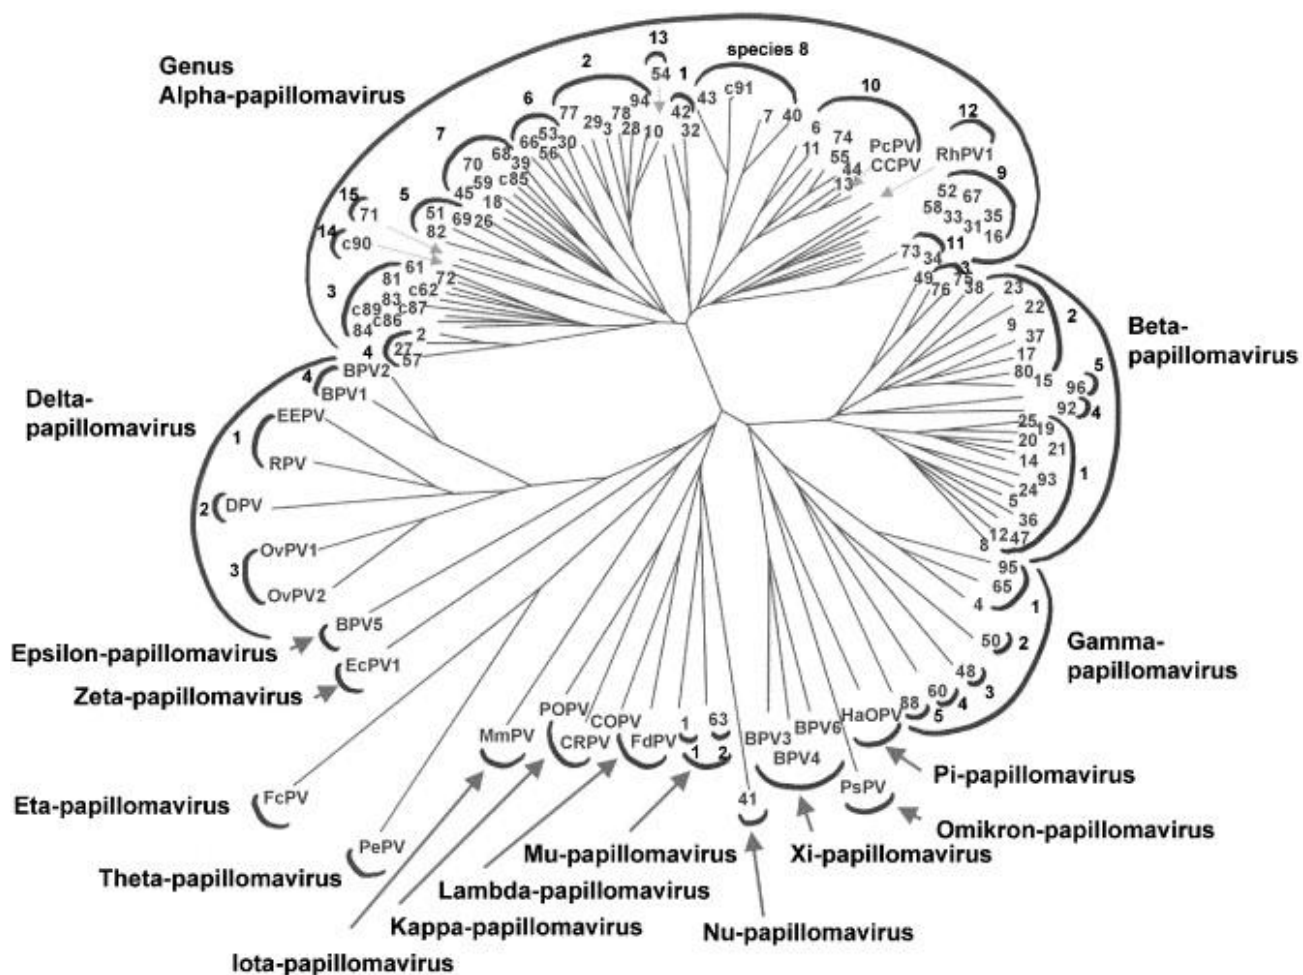 Genus
Alpha-papillomavirus
13
54
2
94
77
78
29
3
28
10
1
42
32
species 8
43
c91
7
40
10
6
11
74
55
44
13
PcPV
CCPV
12
RhPV1
9
52
67
58
33
31
35
16
11
73
34
6
66
53
56
30
7
70
68
39
c85
59
45
18
5
51
82
69
26
15
71
14
c90
3
61
72
81
c62
83
c87
c89
c86
84
4
2
27
57
Beta-
papillomavirus
3
49
75
76
38
2
23
22
9
37
17
80
15
5
96
4
92
1
25
19
20
21
14
93
24
5
36
12
47
8
Gamma-
papillomavirus
1
95
65
4
2
50
3
48
4
60
5
88
Delta-
papillomavirus
4
BPV2
BPV1
1
EEPV
RPV
2
DPV
3
OvPV1
OvPV2
Epsilon-papillomavirus
BPV5
Zeta-papillomavirus
EcPV1
Eta-papillomavirus
FcPV
Theta-papillomavirus
PePV
Iota-papillomavirus
MmPV
Kappa-papillomavirus
POPV
CRPV
Lambda-papillomavirus
COPV
FdPV
Mu-papillomavirus
1
63
1
2
Nu-papillomavirus
41
Xi-papillomavirus
BPV3
BPV4
BPV6
Omikron-papillomavirus
PsPV
Pi-papillomavirus
HaOPV